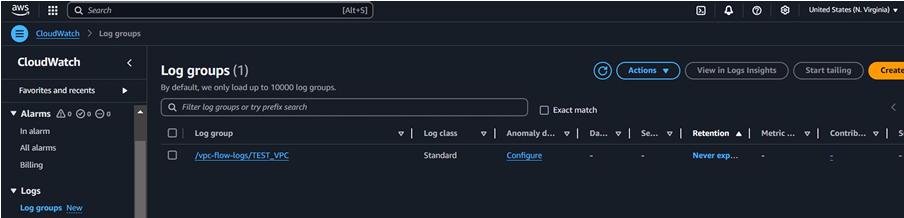 aws
Search [Alt+S] United States (N. Virginia)
CloudWatch Log groups
CloudWatch
Favorites and recents
Alarms 0 0 0
In alarm
All alarms
Billing
Logs
Log groups New
Log groups (1)
By default, we only load up to 10000 log groups.
Actions View in Logs Insights Start tailing Create
Filter log groups or try prefix search Exact match
Log group Log class Anomaly d... Da... Se... Retention Metric ... Contrib... S
/vpc-flow-logs/TEST_VPC Standard Configure - - Never exp... - -